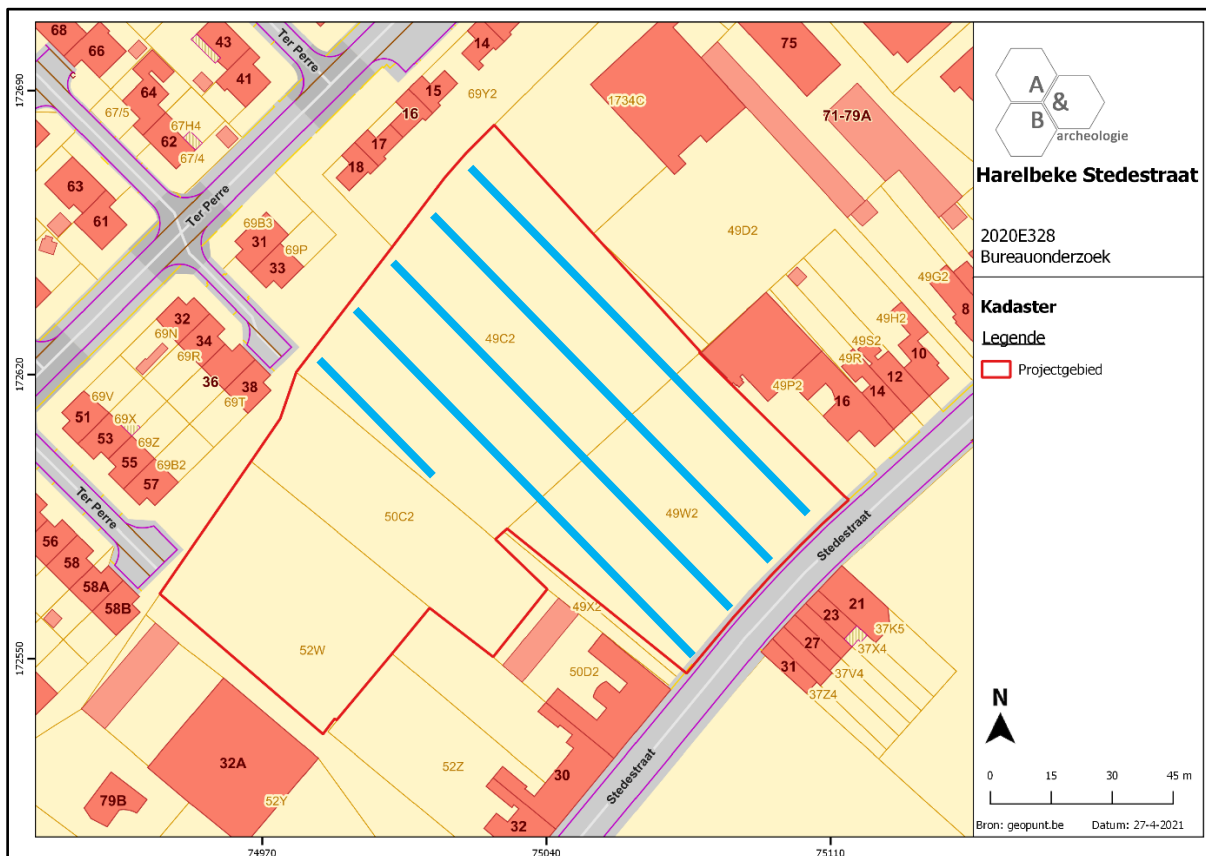 68
66
43
41
Ter Perre
14
75
15
16
17
18
69Y2
1734C
71-79A
67/5
64
67H4
62
67/4
63
61
Ter Perre
69B3
31
69P
33
49D2
49G2
8
32
69N
34
69R
36
38
69T
49C2
49H2
49S2
10
49R
12
14
16
49P2
69V
51
69X
53
69Z
55
69B2
57
Ter Perre
50C2
49W2
Stedestraat
56
58
58A
58B
49X2
21
23
37K5
27
37X4
31
37V4
37Z4
52W
50D2
32A
52Z
30
Stedestraat
79B
52Y
32
172690
172620
172550
74970
75040
75110
A
&
B
archeologie
Harelbeke Stedestraat
2020E328
Bureauonderzoek
Kadaster
Legende
Projectgebied
N
0 15 30 45 m
Bron: geopunt.be Datum: 27-4-2021